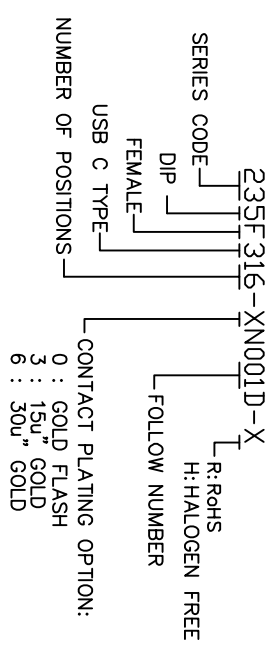 235F316-XN001D-X
SERIES CODE
DIP
FEMALE
USB C TYPE
NUMBER OF POSITIONS
R:RoHS
H:HALOGEN FREE
FOLLOW NUMBER
CONTACT PLATING OPTION:
0 : GOLD FLASH
3 : 15u" GOLD
6 : 30u" GOLD